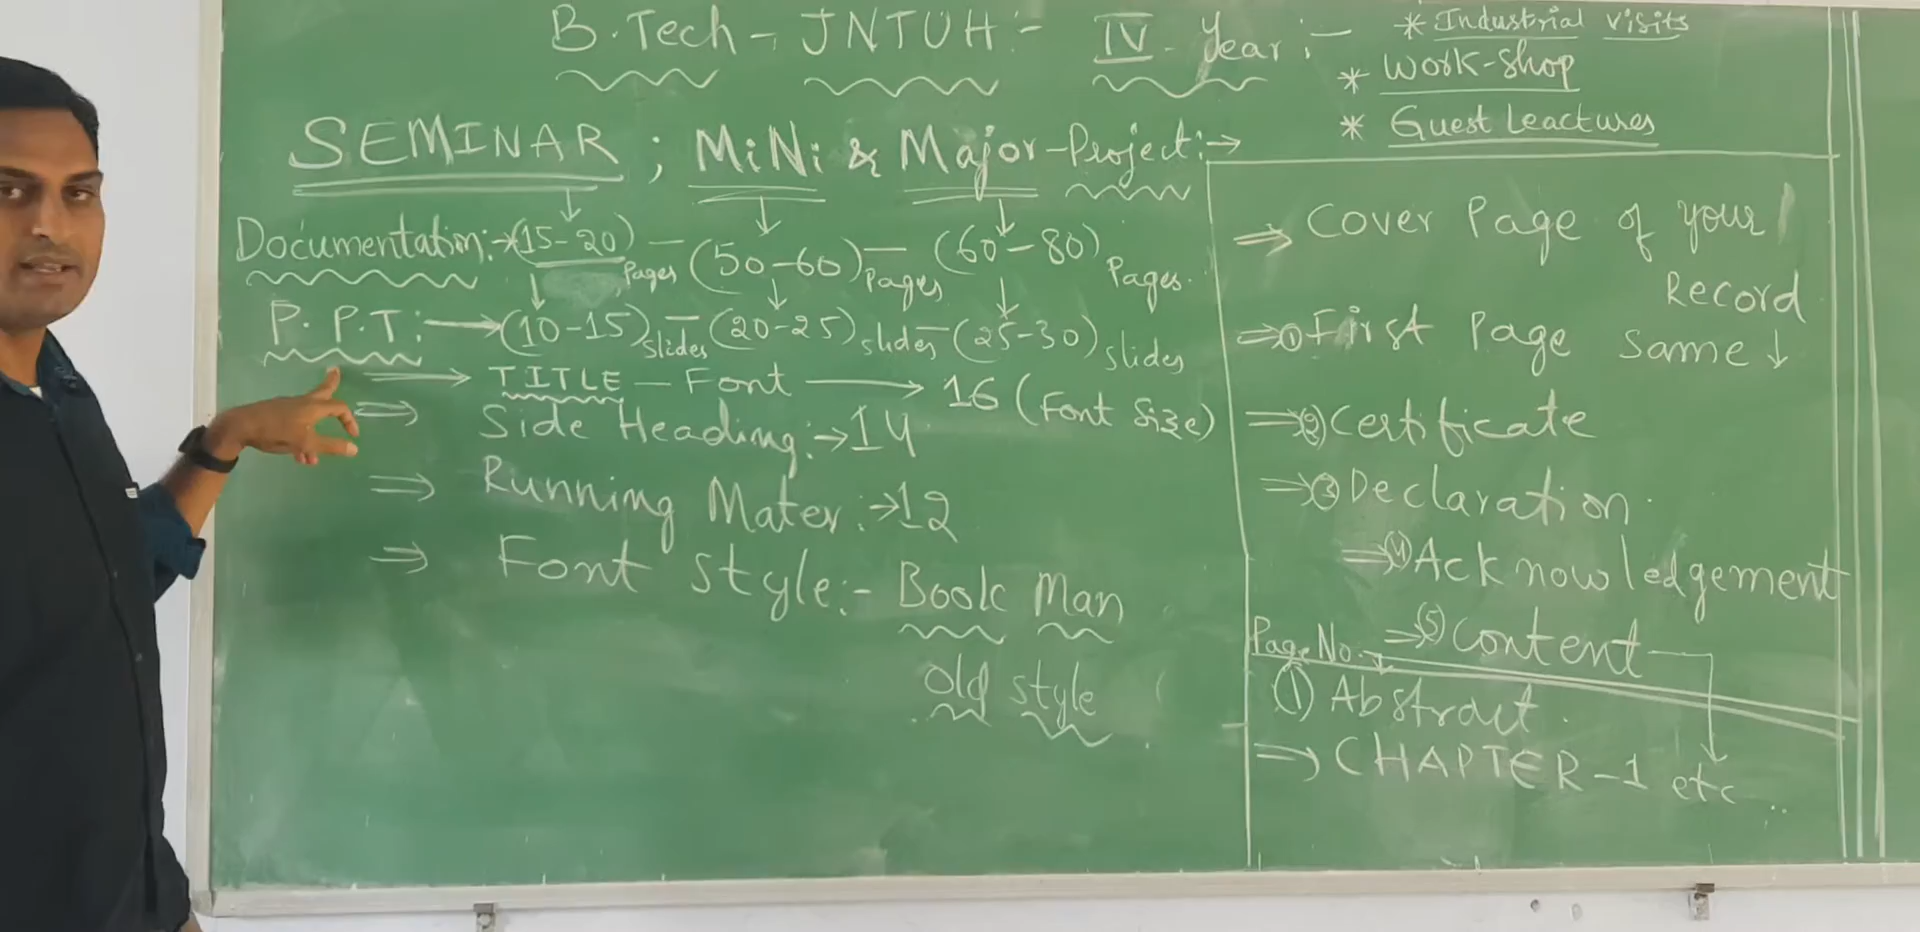 B.Tech - JNTUH:- IV- Year:-
* Industrial visits
* Work-shop
* Guest Leactures
SEMINAR ; MiNi & Major-Project:→
Documentation:→(15-20) pages - (50-60) Pages - (60-80) Pages.
P.P.T:→(10-15) slides - (20-25) slides - (25-30) slides
→ TITLE - Font → 16 (Font Size)
⇒ Side Heading:→14
⇒ Running Mater:→12
⇒ Font style:- Book Man
old style
⇒ Cover Page of your
Record
⇒① First Page same ↓
⇒② Certificate
⇒③ Declaration.
⇒④ Acknowledgement
Page No. ⇒⑤ Content
① Abstract.
⇒ CHAPTER-1 etc..